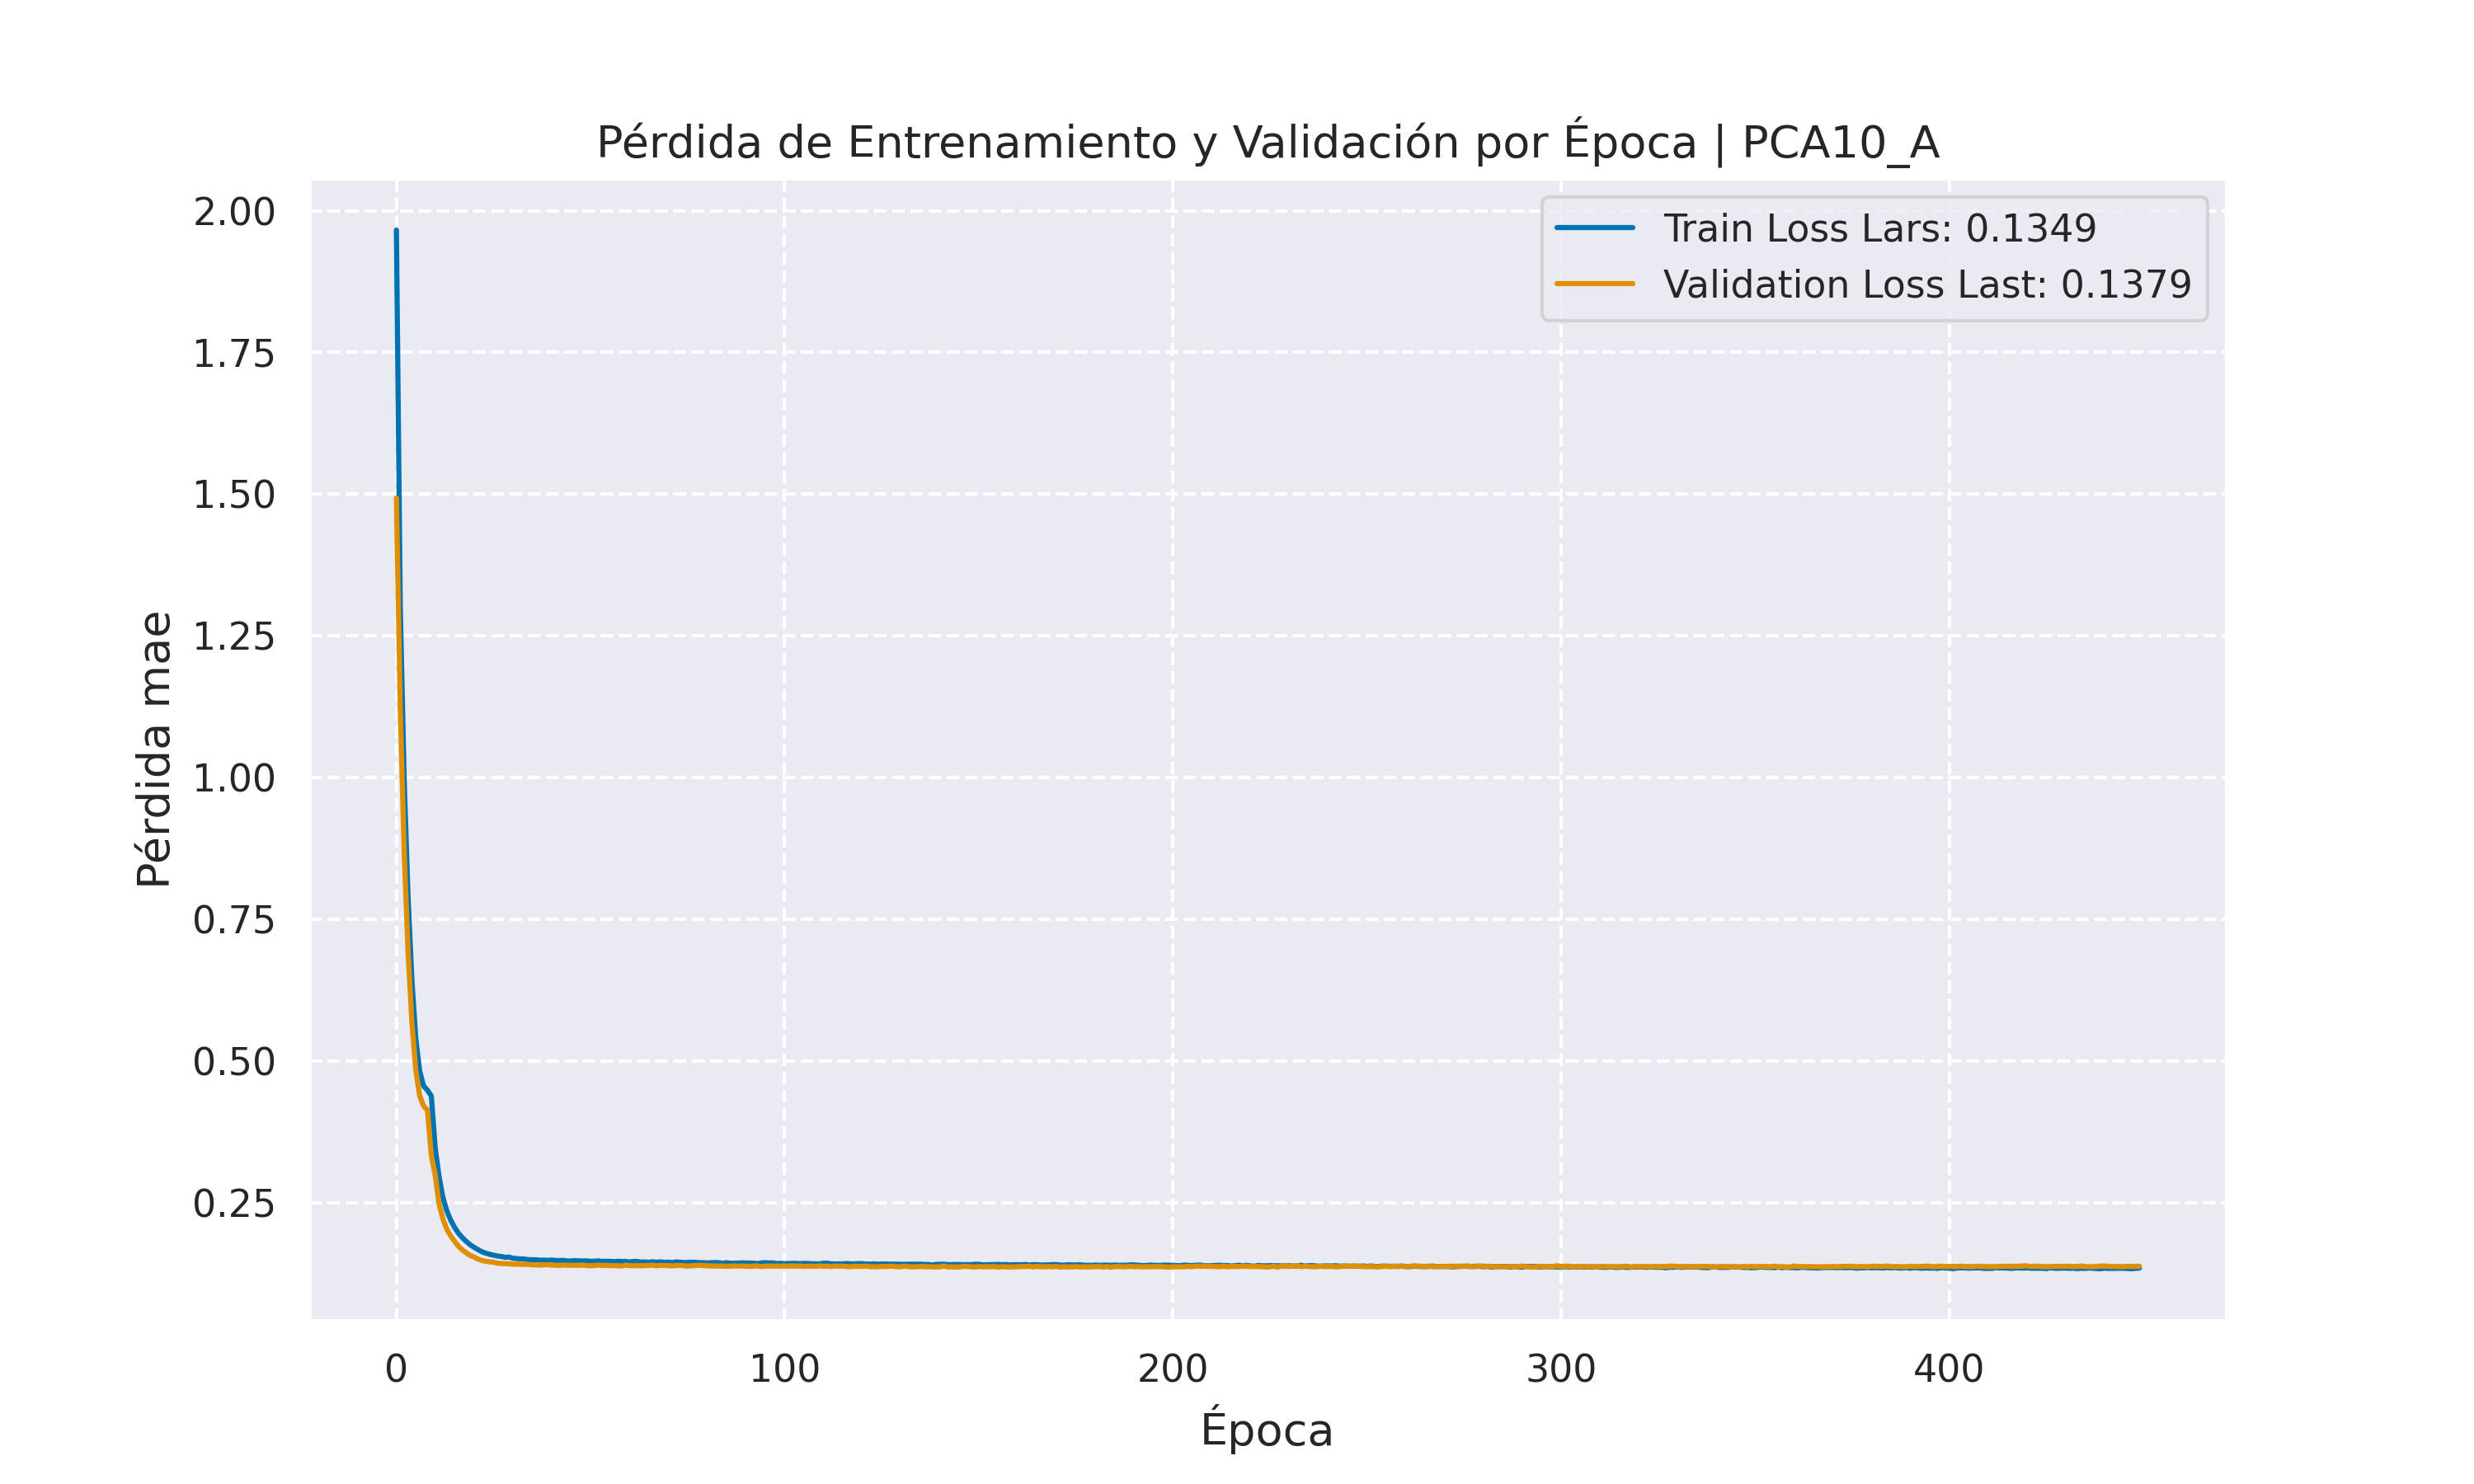 Pérdida de Entrenamiento y Validación por Época | PCA10_A
Train Loss Lars: 0.1349
Validation Loss Last: 0.1379
2.00
1.75
1.50
1.25
1.00
0.75
0.50
0.25
Pérdida mae
0 100 200 300 400
Época